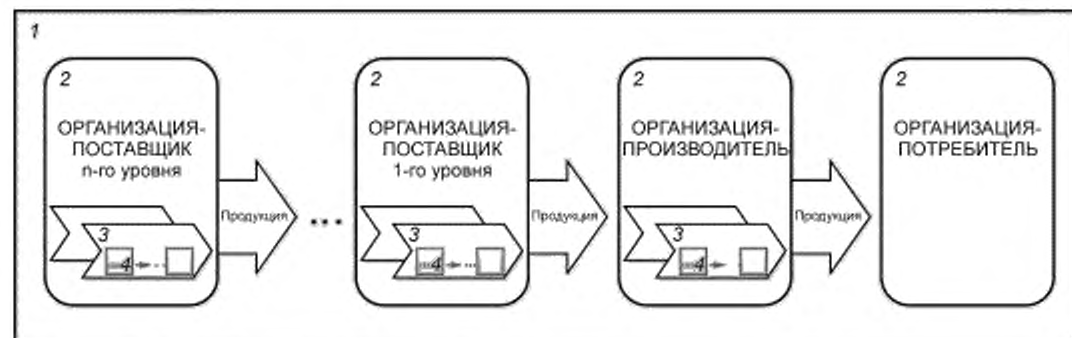 1
2
ОРГАНИЗАЦИЯ-
ПОСТАВЩИК
n-го уровня
3
4
Продукция
...
2
ОРГАНИЗАЦИЯ-
ПОСТАВЩИК
1-го уровня
3
4
Продукция
2
ОРГАНИЗАЦИЯ-
ПРОИЗВОДИТЕЛЬ
3
4
Продукция
2
ОРГАНИЗАЦИЯ-
ПОТРЕБИТЕЛЬ